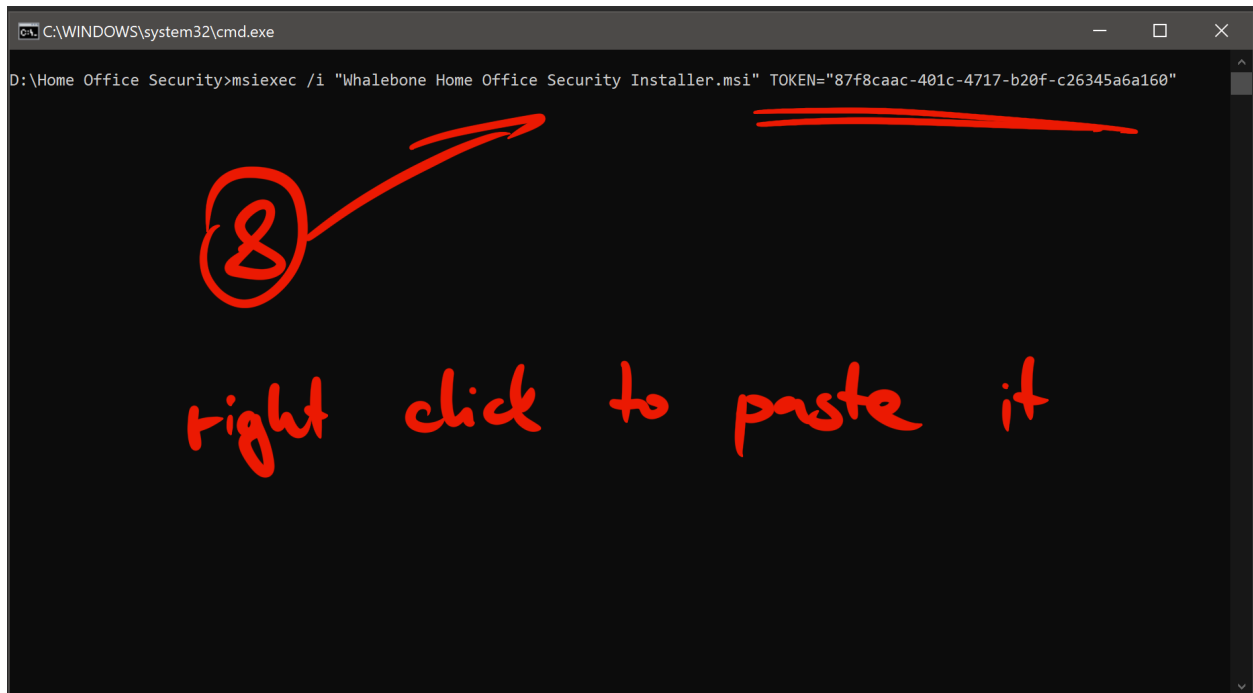 C:\WINDOWS\system32\cmd.exe
D:\Home Office Security>msiexec /i "Whalebone Home Office Security Installer.msi" TOKEN="87f8caac-401c-4717-b20f-c26345a6a160"
8
right click to paste it